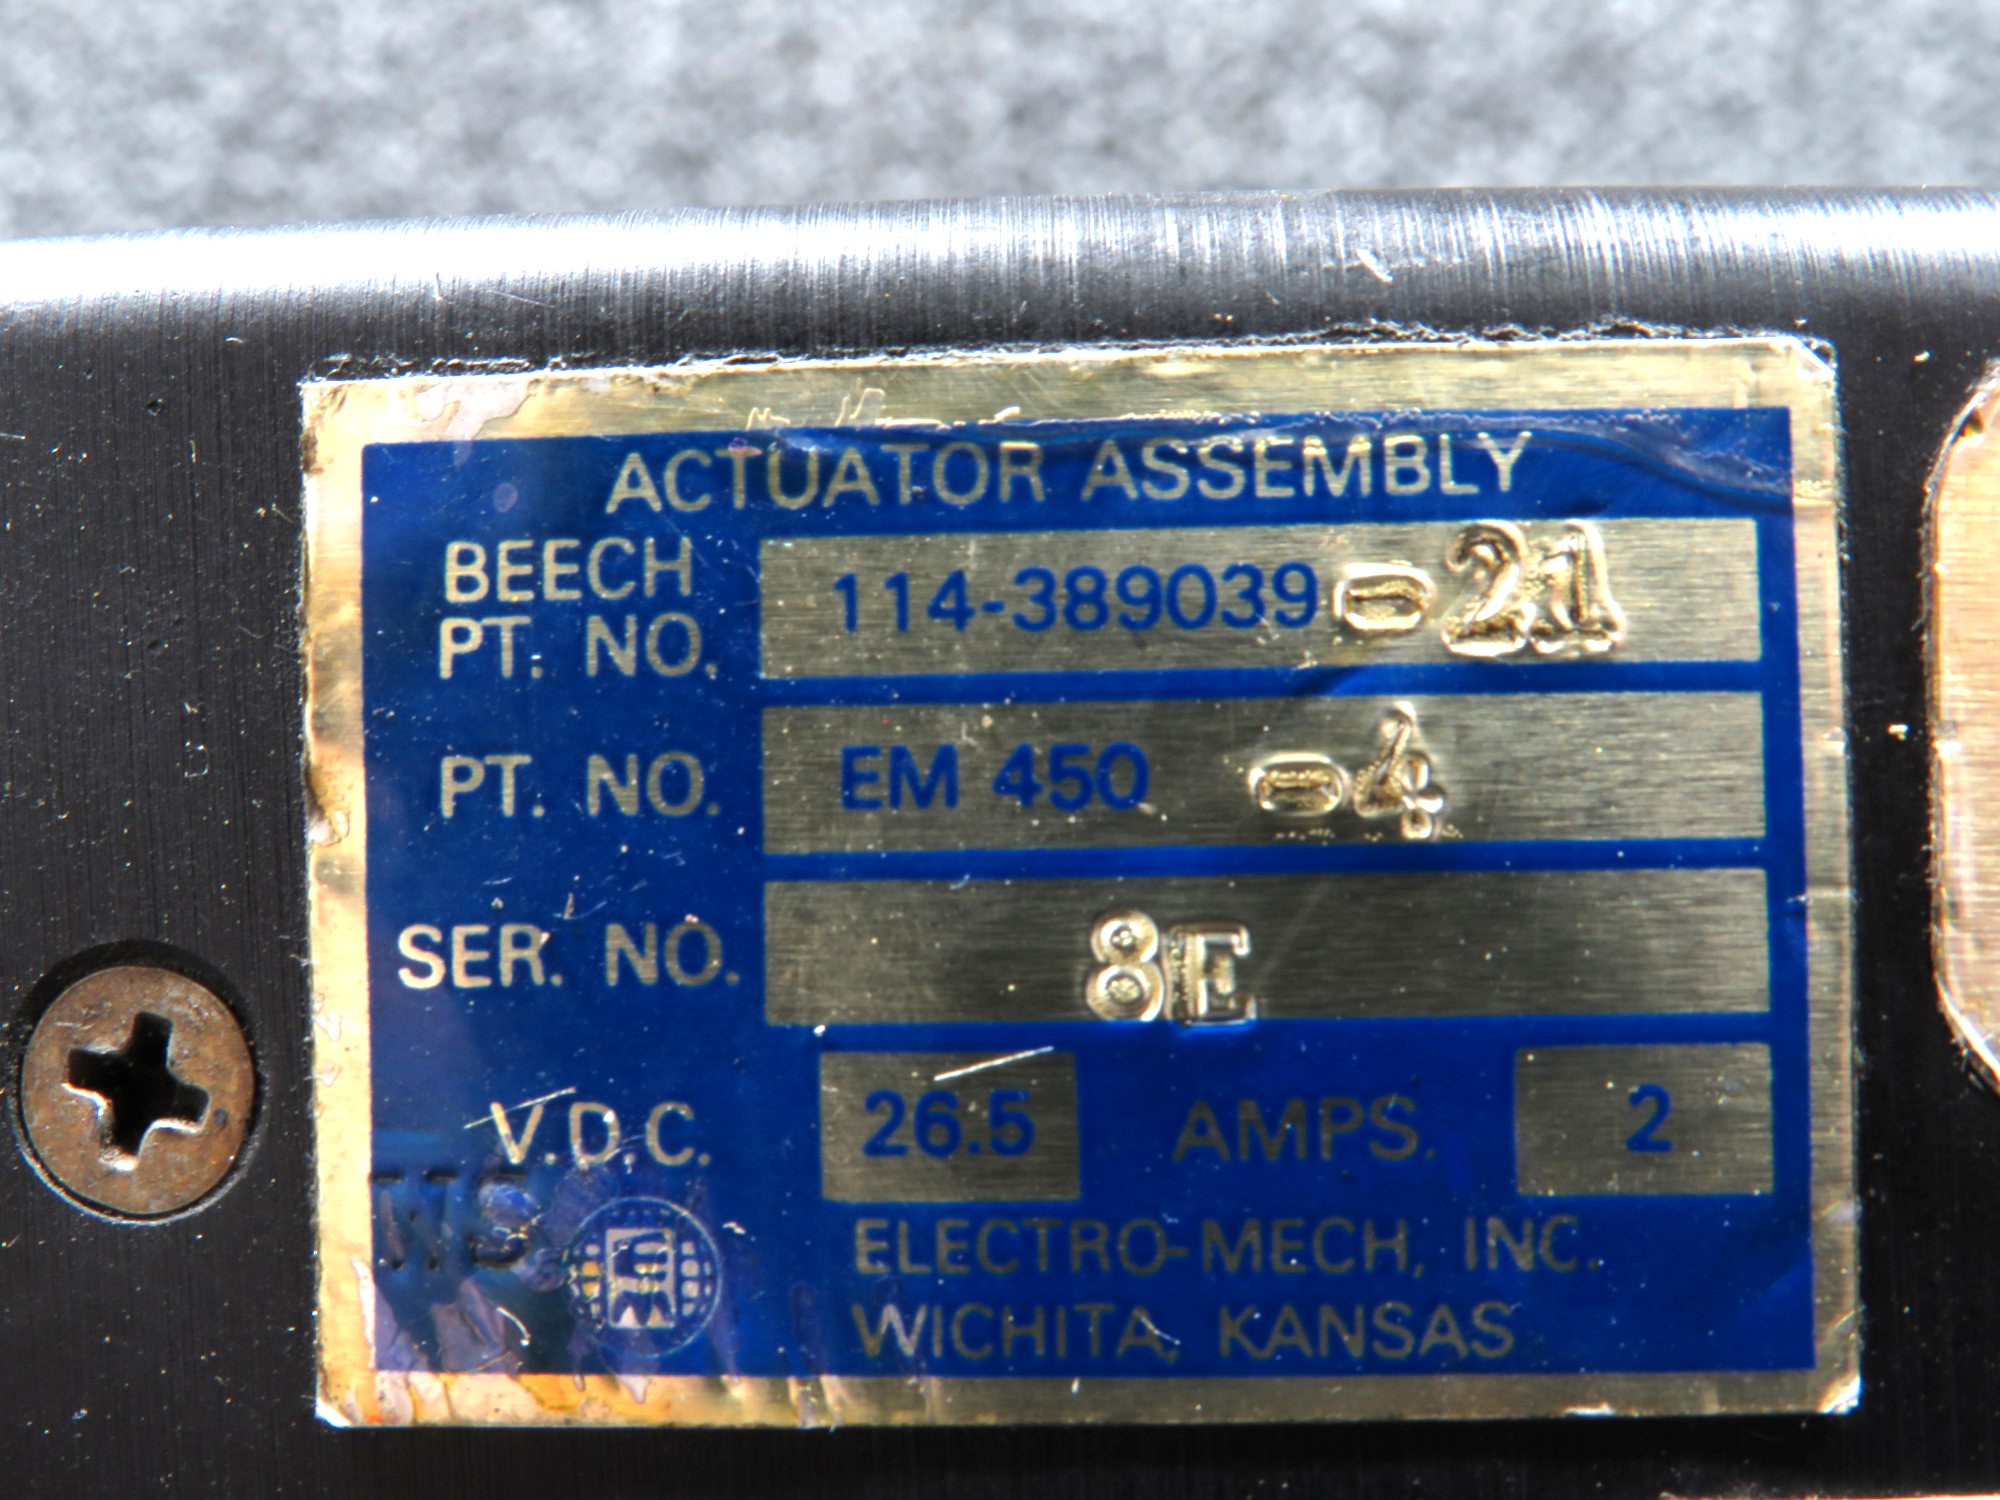 ACTUATOR ASSEMBLY
BEECH PT. NO. 114-389039-21
PT. NO. EM 450 -4
SER. NO. 8E
V.D.C. 26.5 AMPS. 2
ELECTRO-MECH, INC.
WICHITA, KANSAS